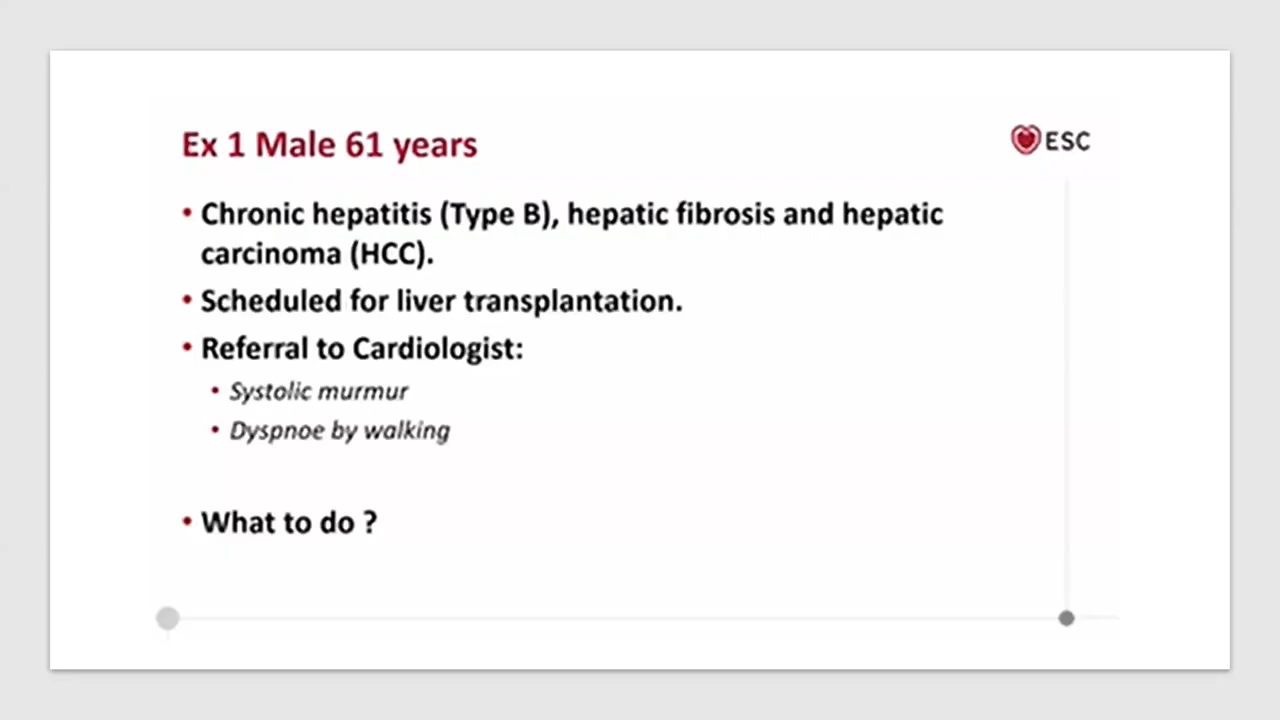 Ex 1 Male 61 years
ESC
• Chronic hepatitis (Type B), hepatic fibrosis and hepatic
carcinoma (HCC).
• Scheduled for liver transplantation.
• Referral to Cardiologist:
• Systolic murmur
• Dyspnoe by walking
• What to do ?